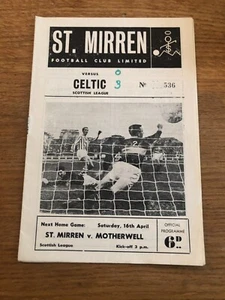 ST. MIRREN
FOOTBALL CLUB LIMITED
VERSUS 0
CELTIC 3
SCOTTISH LEAGUE
No 536
Next Home Game: Saturday, 16th April
ST. MIRREN v. MOTHERWELL
Scottish League Kick-off 3 p.m.
OFFICIAL
PROGRAMME
6D